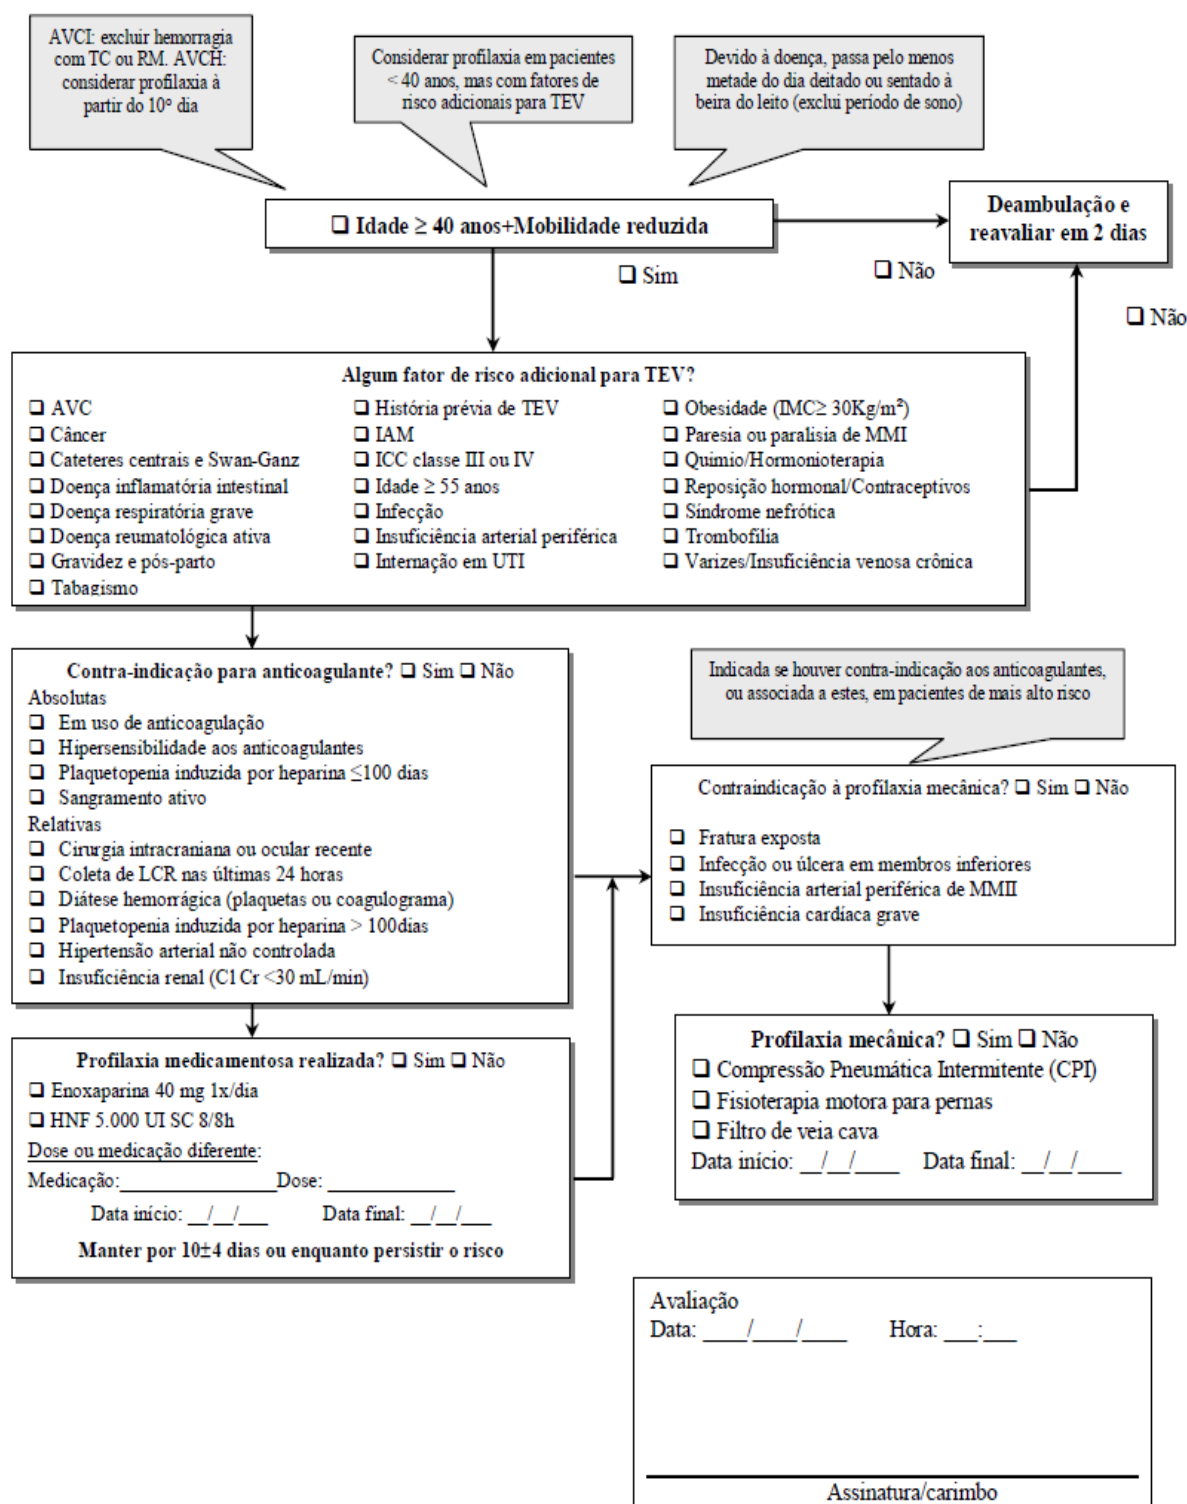 AVCI: excluir hemorragia
com TC ou RM. AVCH:
considerar profilaxia à
partir do 10º dia
Considerar profilaxia em pacientes
< 40 anos, mas com fatores de
risco adicionais para TEV
Devido à doença, passa pelo menos
metade do dia deitado ou sentado à
beira do leito (exclui período de sono)
❑ Idade ≥ 40 anos+Mobilidade reduzida
Deambulação e
reavaliar em 2 dias
❑ Sim
❑ Não
❑ Não
Algum fator de risco adicional para TEV?
❑ AVC
❑ Câncer
❑ Cateteres centrais e Swan-Ganz
❑ Doença inflamatória intestinal
❑ Doença respiratória grave
❑ Doença reumatológica ativa
❑ Gravidez e pós-parto
❑ Tabagismo
❑ História prévia de TEV
❑ IAM
❑ ICC classe III ou IV
❑ Idade ≥ 55 anos
❑ Infecção
❑ Insuficiência arterial periférica
❑ Internação em UTI
❑ Obesidade (IMC≥ 30Kg/m²)
❑ Paresia ou paralisia de MMI
❑ Quimio/Hormonioterapia
❑ Reposição hormonal/Contraceptivos
❑ Síndrome nefrótica
❑ Trombofilia
❑ Varizes/Insuficiência venosa crônica
Contra-indicação para anticoagulante? ❑ Sim ❑ Não
Absolutas
❑ Em uso de anticoagulação
❑ Hipersensibilidade aos anticoagulantes
❑ Plaquetopenia induzida por heparina ≤100 dias
❑ Sangramento ativo
Relativas
❑ Cirurgia intracraniana ou ocular recente
❑ Coleta de LCR nas últimas 24 horas
❑ Diátese hemorrágica (plaquetas ou coagulograma)
❑ Plaquetopenia induzida por heparina > 100dias
❑ Hipertensão arterial não controlada
❑ Insuficiência renal (Cl Cr <30 mL/min)
Indicada se houver contra-indicação aos anticoagulantes,
ou associada a estes, em pacientes de mais alto risco
Contraindicação à profilaxia mecânica? ❑ Sim ❑ Não
❑ Fratura exposta
❑ Infecção ou úlcera em membros inferiores
❑ Insuficiência arterial periférica de MMII
❑ Insuficiência cardíaca grave
Profilaxia medicamentosa realizada? ❑ Sim ❑ Não
❑ Enoxaparina 40 mg 1x/dia
❑ HNF 5.000 UI SC 8/8h
Dose ou medicação diferente:
Medicação:_______________Dose: ____________
Data início: __/__/___ Data final: __/__/___
Manter por 10±4 dias ou enquanto persistir o risco
Profilaxia mecânica? ❑ Sim ❑ Não
❑ Compressão Pneumática Intermitente (CPI)
❑ Fisioterapia motora para pernas
❑ Filtro de veia cava
Data início: __/__/____ Data final: __/__/____
Avaliação
Data: ____/____/____ Hora: ___:___
Assinatura/carimbo